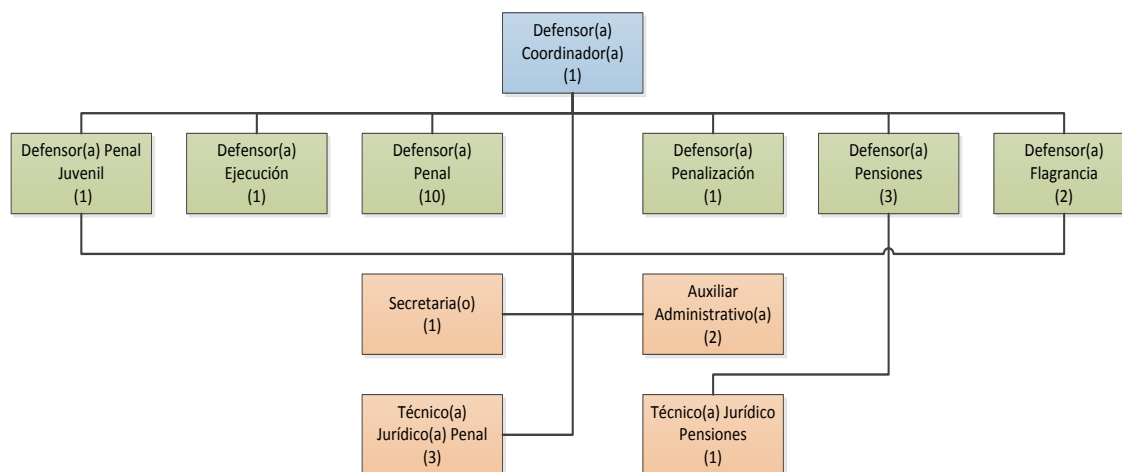 Defensor(a)
Coordinador(a)
(1)
Defensor(a) Penal
Juvenil
(1)
Defensor(a)
Ejecución
(1)
Defensor(a)
Penal
(10)
Defensor(a)
Penalización
(1)
Defensor(a)
Pensiones
(3)
Defensor(a)
Flagrancia
(2)
Secretaria(o)
(1)
Auxiliar
Administrativo(a)
(2)
Técnico(a)
Jurídico(a) Penal
(3)
Técnico(a) Jurídico
Pensiones
(1)